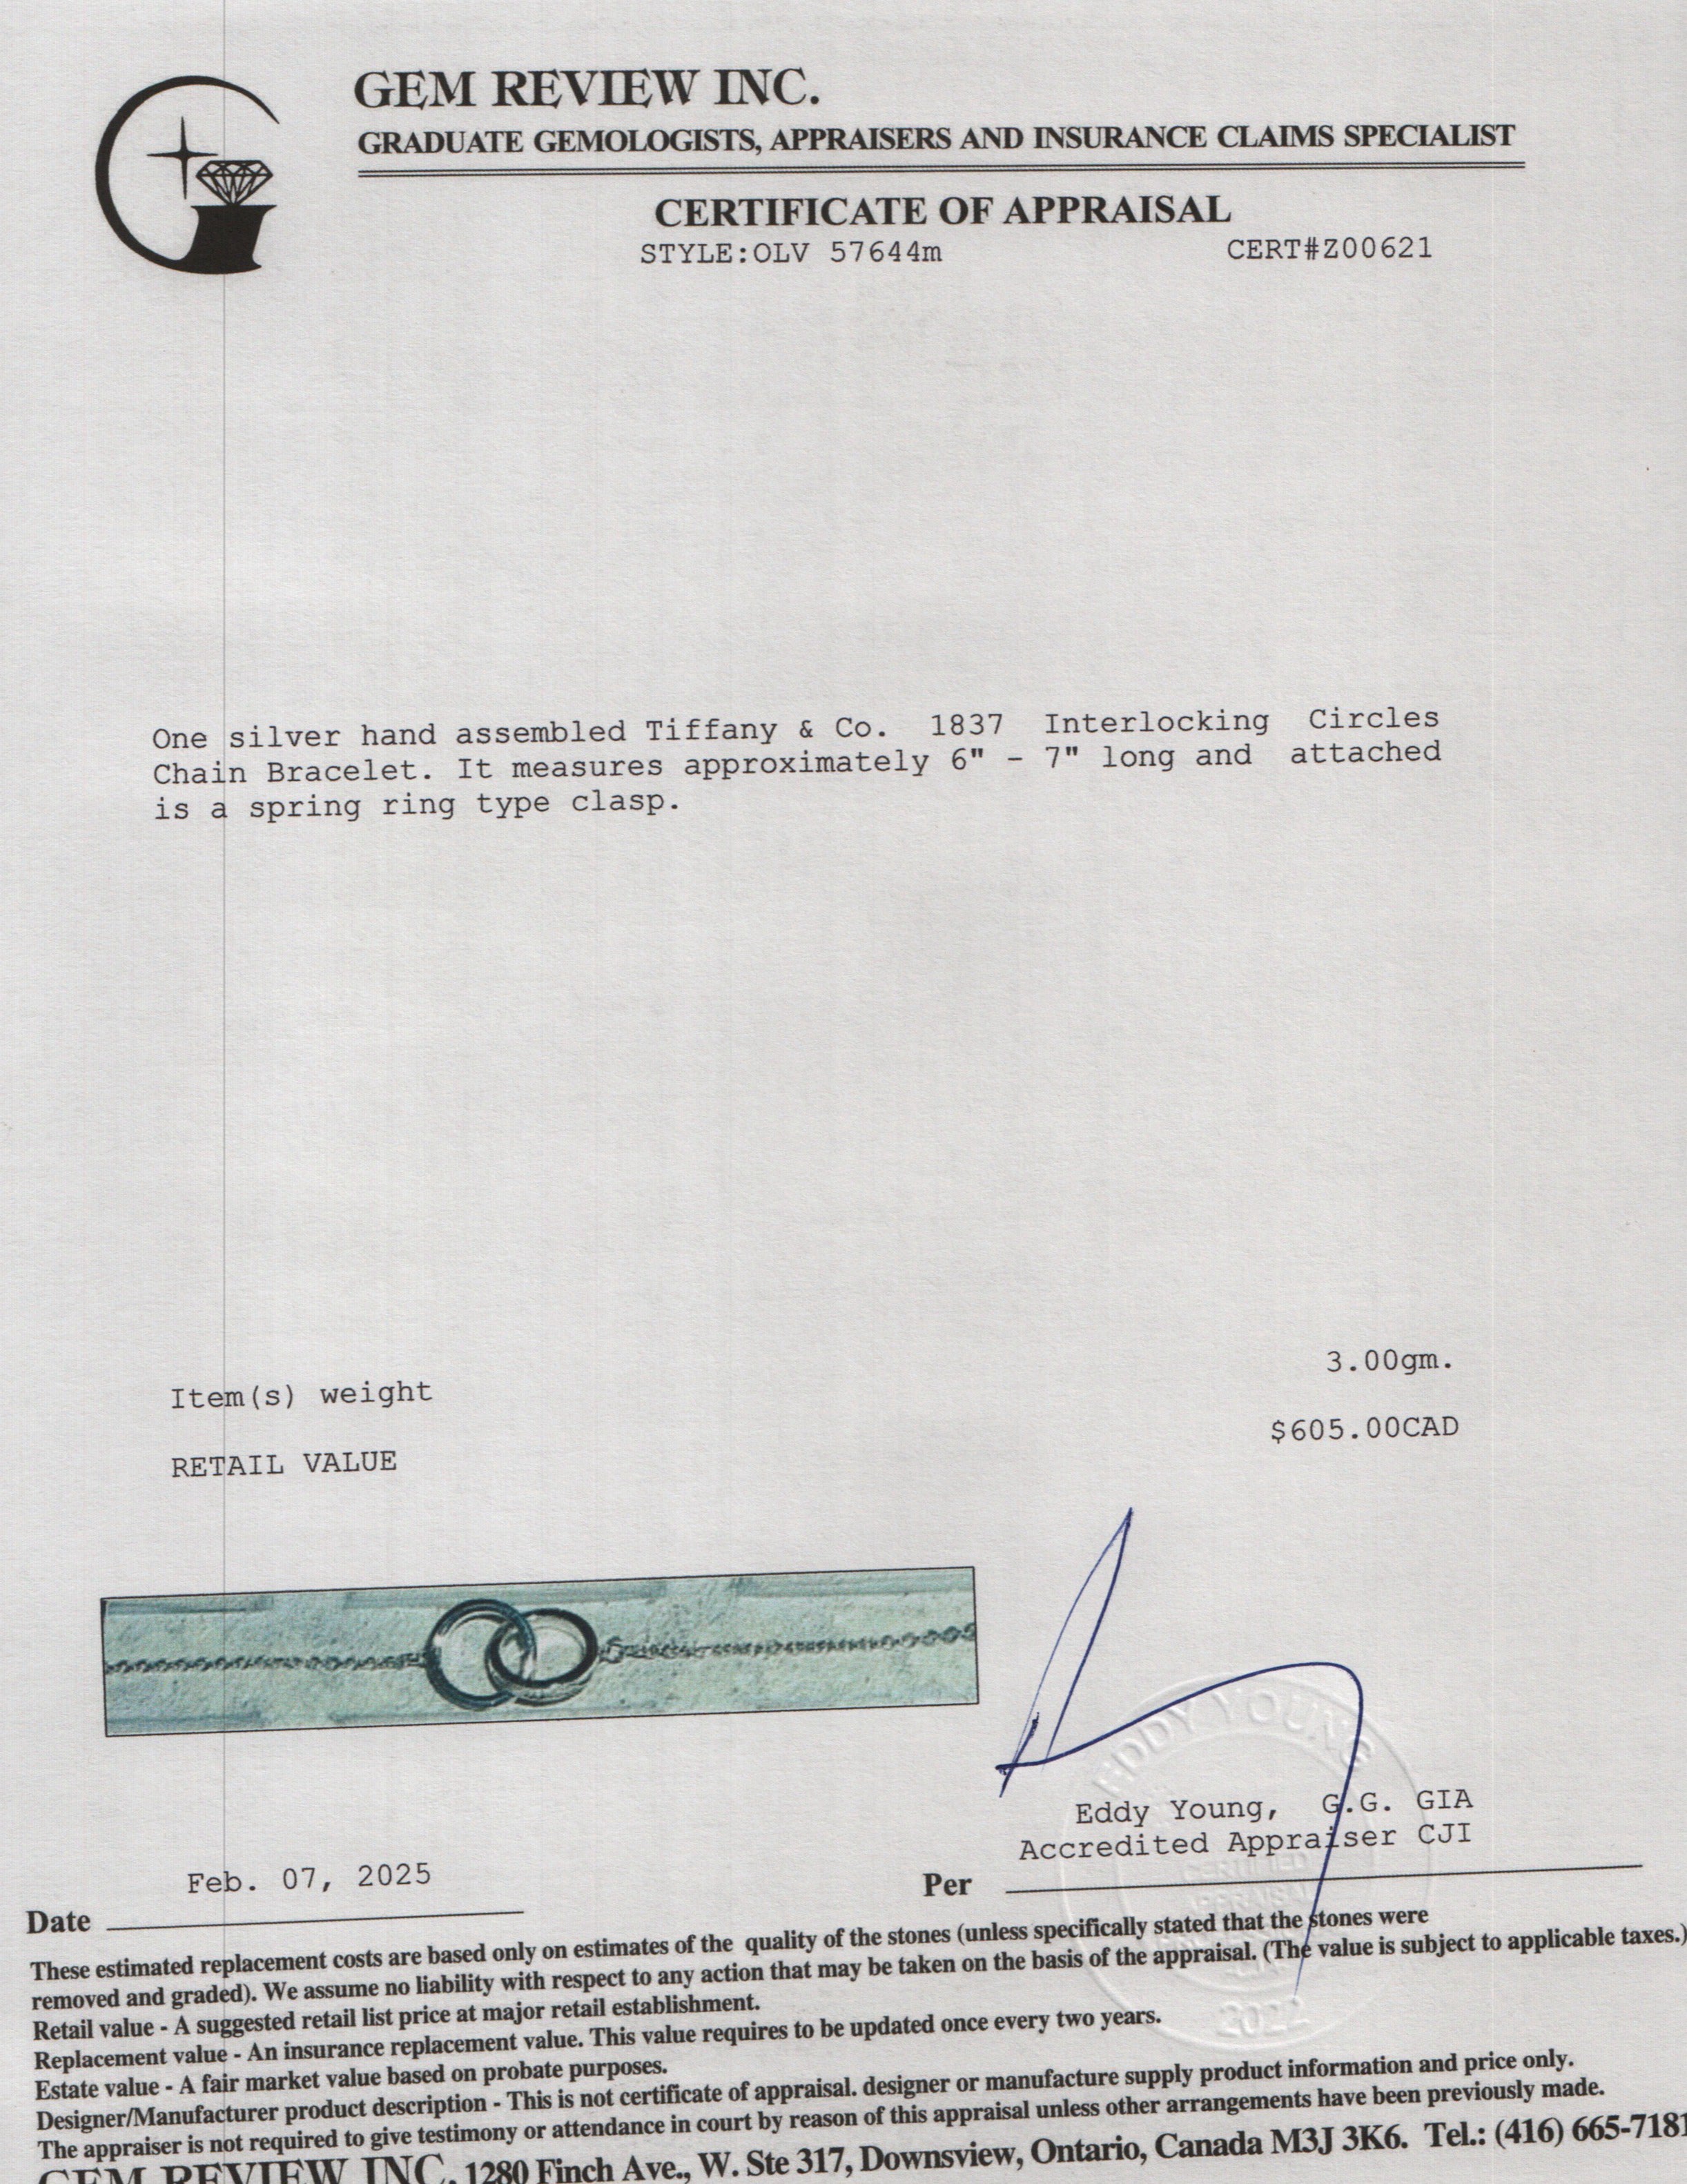 GEM REVIEW INC.
GRADUATE GEMOLOGISTS, APPRAISERS AND INSURANCE CLAIMS SPECIALIST
CERTIFICATE OF APPRAISAL
STYLE:OLV 57644m CERT#Z00621
One silver hand assembled Tiffany & Co. 1837 Interlocking Circles
Chain Bracelet. It measures approximately 6" - 7" long and attached
is a spring ring type clasp.
Item(s) weight 3.00gm.
RETAIL VALUE $605.00CAD
EDDY YOUNG
Eddy Young, G.G. GIA
Accredited Appraiser CJI
CERTIFIED
APPRAISAL
2022
Date Feb. 07, 2025 Per
These estimated replacement costs are based only on estimates of the quality of the stones (unless specifically stated that the stones were
removed and graded). We assume no liability with respect to any action that may be taken on the basis of the appraisal. (The value is subject to applicable taxes.)
Retail value - A suggested retail list price at major retail establishment.
Replacement value - An insurance replacement value. This value requires to be updated once every two years.
Estate value - A fair market value based on probate purposes.
Designer/Manufacturer product description - This is not certificate of appraisal. designer or manufacture supply product information and price only.
The appraiser is not required to give testimony or attendance in court by reason of this appraisal unless other arrangements have been previously made.
GEM REVIEW INC. 1280 Finch Ave., W. Ste 317, Downsview, Ontario, Canada M3J 3K6. Tel.: (416) 665-7181